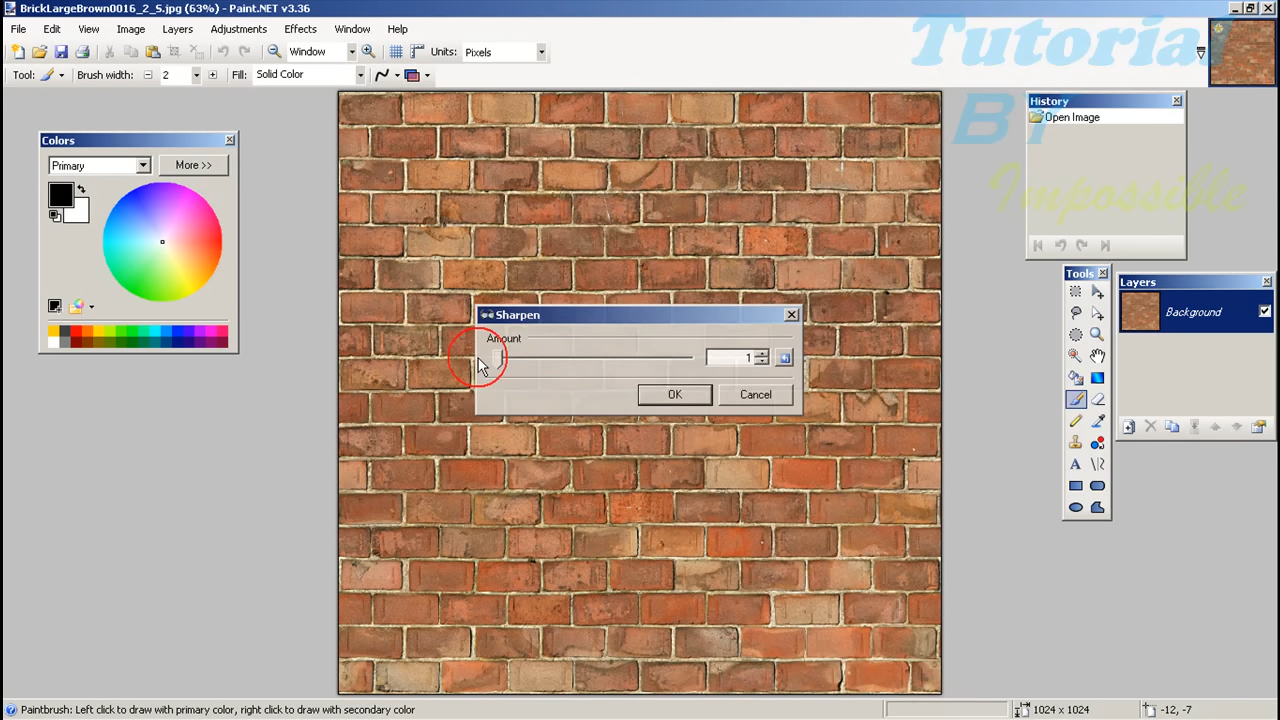 BrickLargeBrown0016_2_S.jpg (63%) - Paint.NET v3.36
File Edit View Image Layers Adjustments Effects Window Help
Window Units: Pixels
Tool: Brush width: 2 Fill: Solid Color
Tutorial
BY
Impossible
Colors
Primary More >>
History
Open Image
Tools
Layers
Background
Sharpen
Amount
1
OK Cancel
Paintbrush: Left click to draw with primary color, right click to draw with secondary color 1024 x 1024 -12, -7